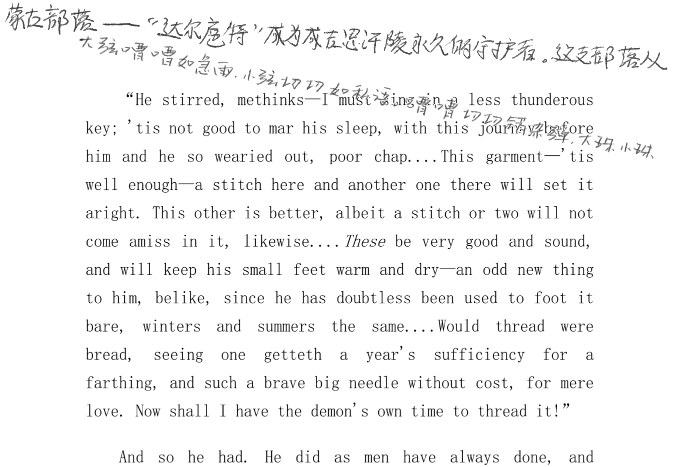 蒙古部落——“达尔扈特”成为成吉思汗陵永久的守护者。这支部落从
大弦嘈嘈如急雨，小弦切切如私语。嘈嘈切切错杂弹，大珠小珠
“He stirred, methinks—I must sing in a less thunderous
key; 'tis not good to mar his sleep, with this journey before
him and he so wearied out, poor chap....This garment—'tis
well enough—a stitch here and another one there will set it
aright. This other is better, albeit a stitch or two will not
come amiss in it, likewise....These be very good and sound,
and will keep his small feet warm and dry—an odd new thing
to him, belike, since he has doubtless been used to foot it
bare, winters and summers the same....Would thread were
bread, seeing one getteth a year's sufficiency for a
farthing, and such a brave big needle without cost, for mere
love. Now shall I have the demon's own time to thread it!”
And so he had. He did as men have always done, and